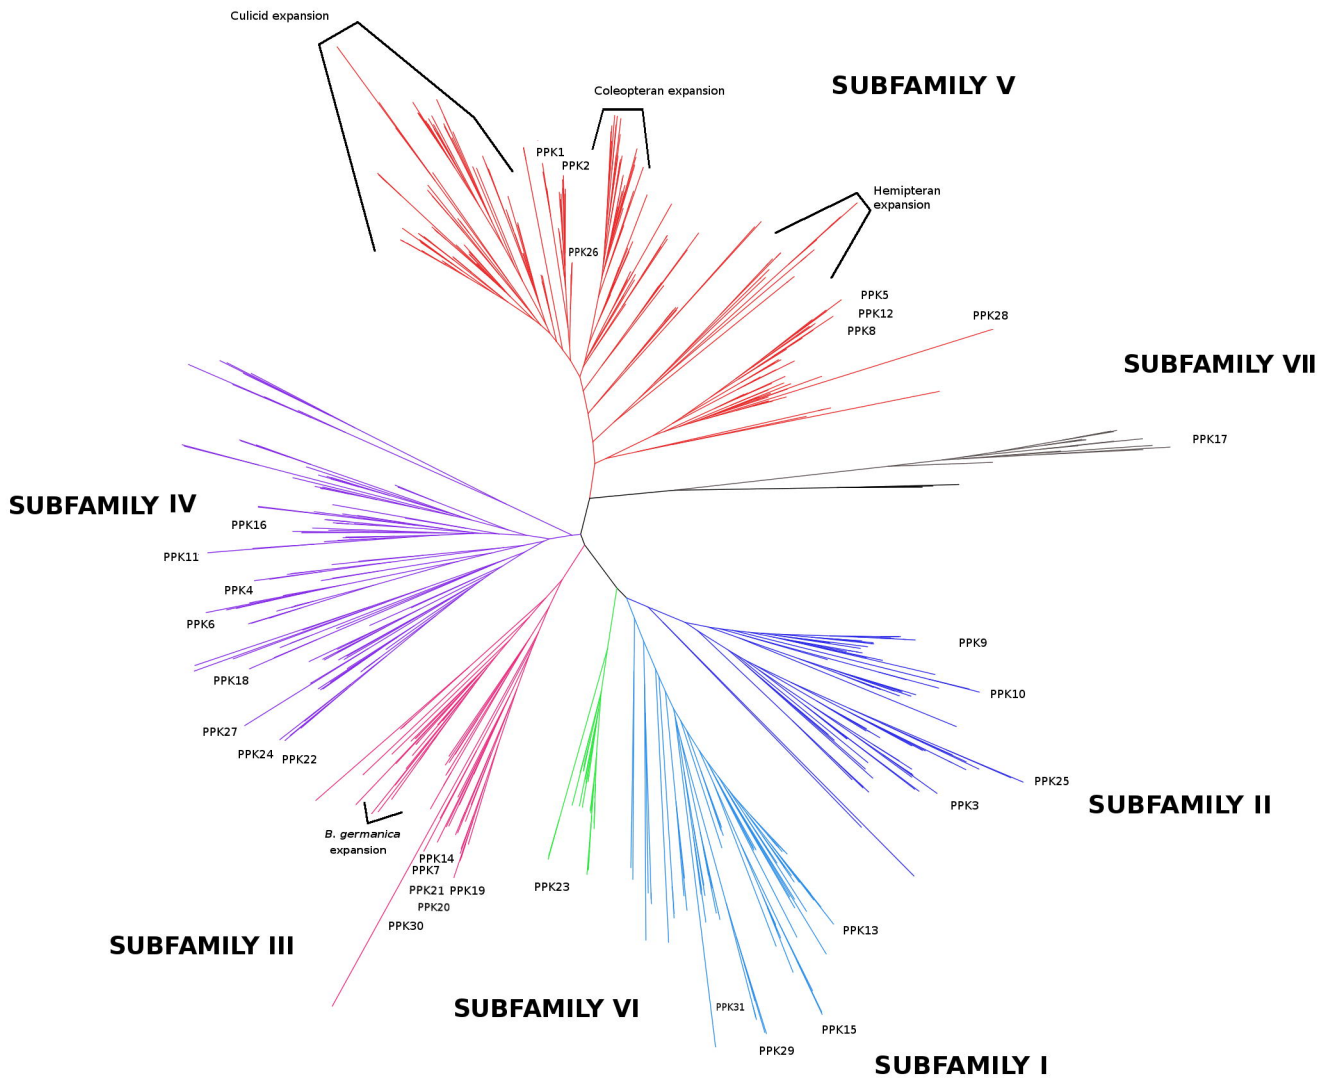 Culicid expansion
Coleopteran expansion
SUBFAMILY V
PPK1
PPK2
Hemipteran
expansion
PPK26
PPK5
PPK12
PPK8
PPK28
SUBFAMILY VII
PPK17
SUBFAMILY IV
PPK16
PPK11
PPK4
PPK6
PPK18
PPK27
PPK24
PPK22
PPK9
PPK10
PPK25
PPK3
SUBFAMILY II
B. germanica
expansion
PPK14
PPK7
PPK21
PPK19
PPK20
PPK30
PPK23
SUBFAMILY III
PPK13
SUBFAMILY VI
PPK31
PPK15
PPK29
SUBFAMILY I